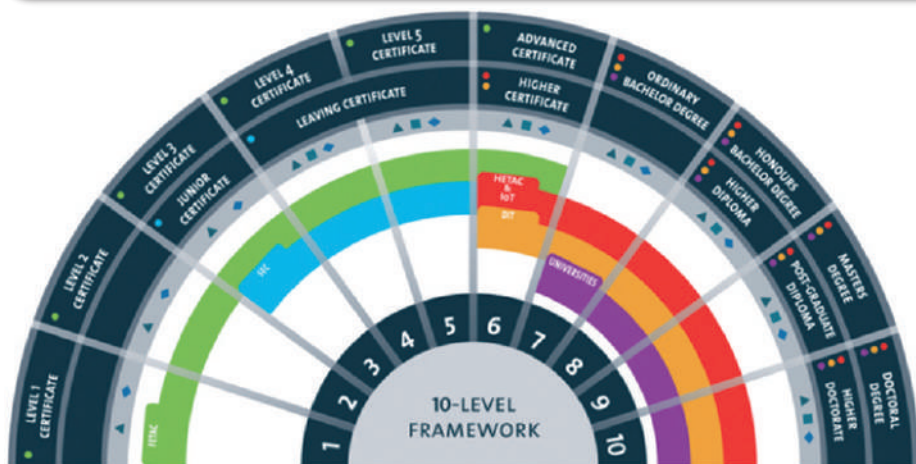 LEVEL 1
CERTIFICATE
LEVEL 2
CERTIFICATE
LEVEL 3
CERTIFICATE
LEVEL 4
CERTIFICATE
LEVEL 5
CERTIFICATE
ADVANCED
CERTIFICATE
ORDINARY
BACHELOR DEGREE
HONOURS
BACHELOR DEGREE
MASTERS
DEGREE
DOCTORAL
DEGREE
JUNIOR
CERTIFICATE
LEAVING CERTIFICATE
HIGHER
CERTIFICATE
HIGHER
DIPLOMA
POST-GRADUATE
DIPLOMA
HIGHER
DOCTORATE
FETAC
SEC
HETAC
&
IoT
DIT
UNIVERSITIES
1
2
3
4
5
6
7
8
9
10
10-LEVEL
FRAMEWORK